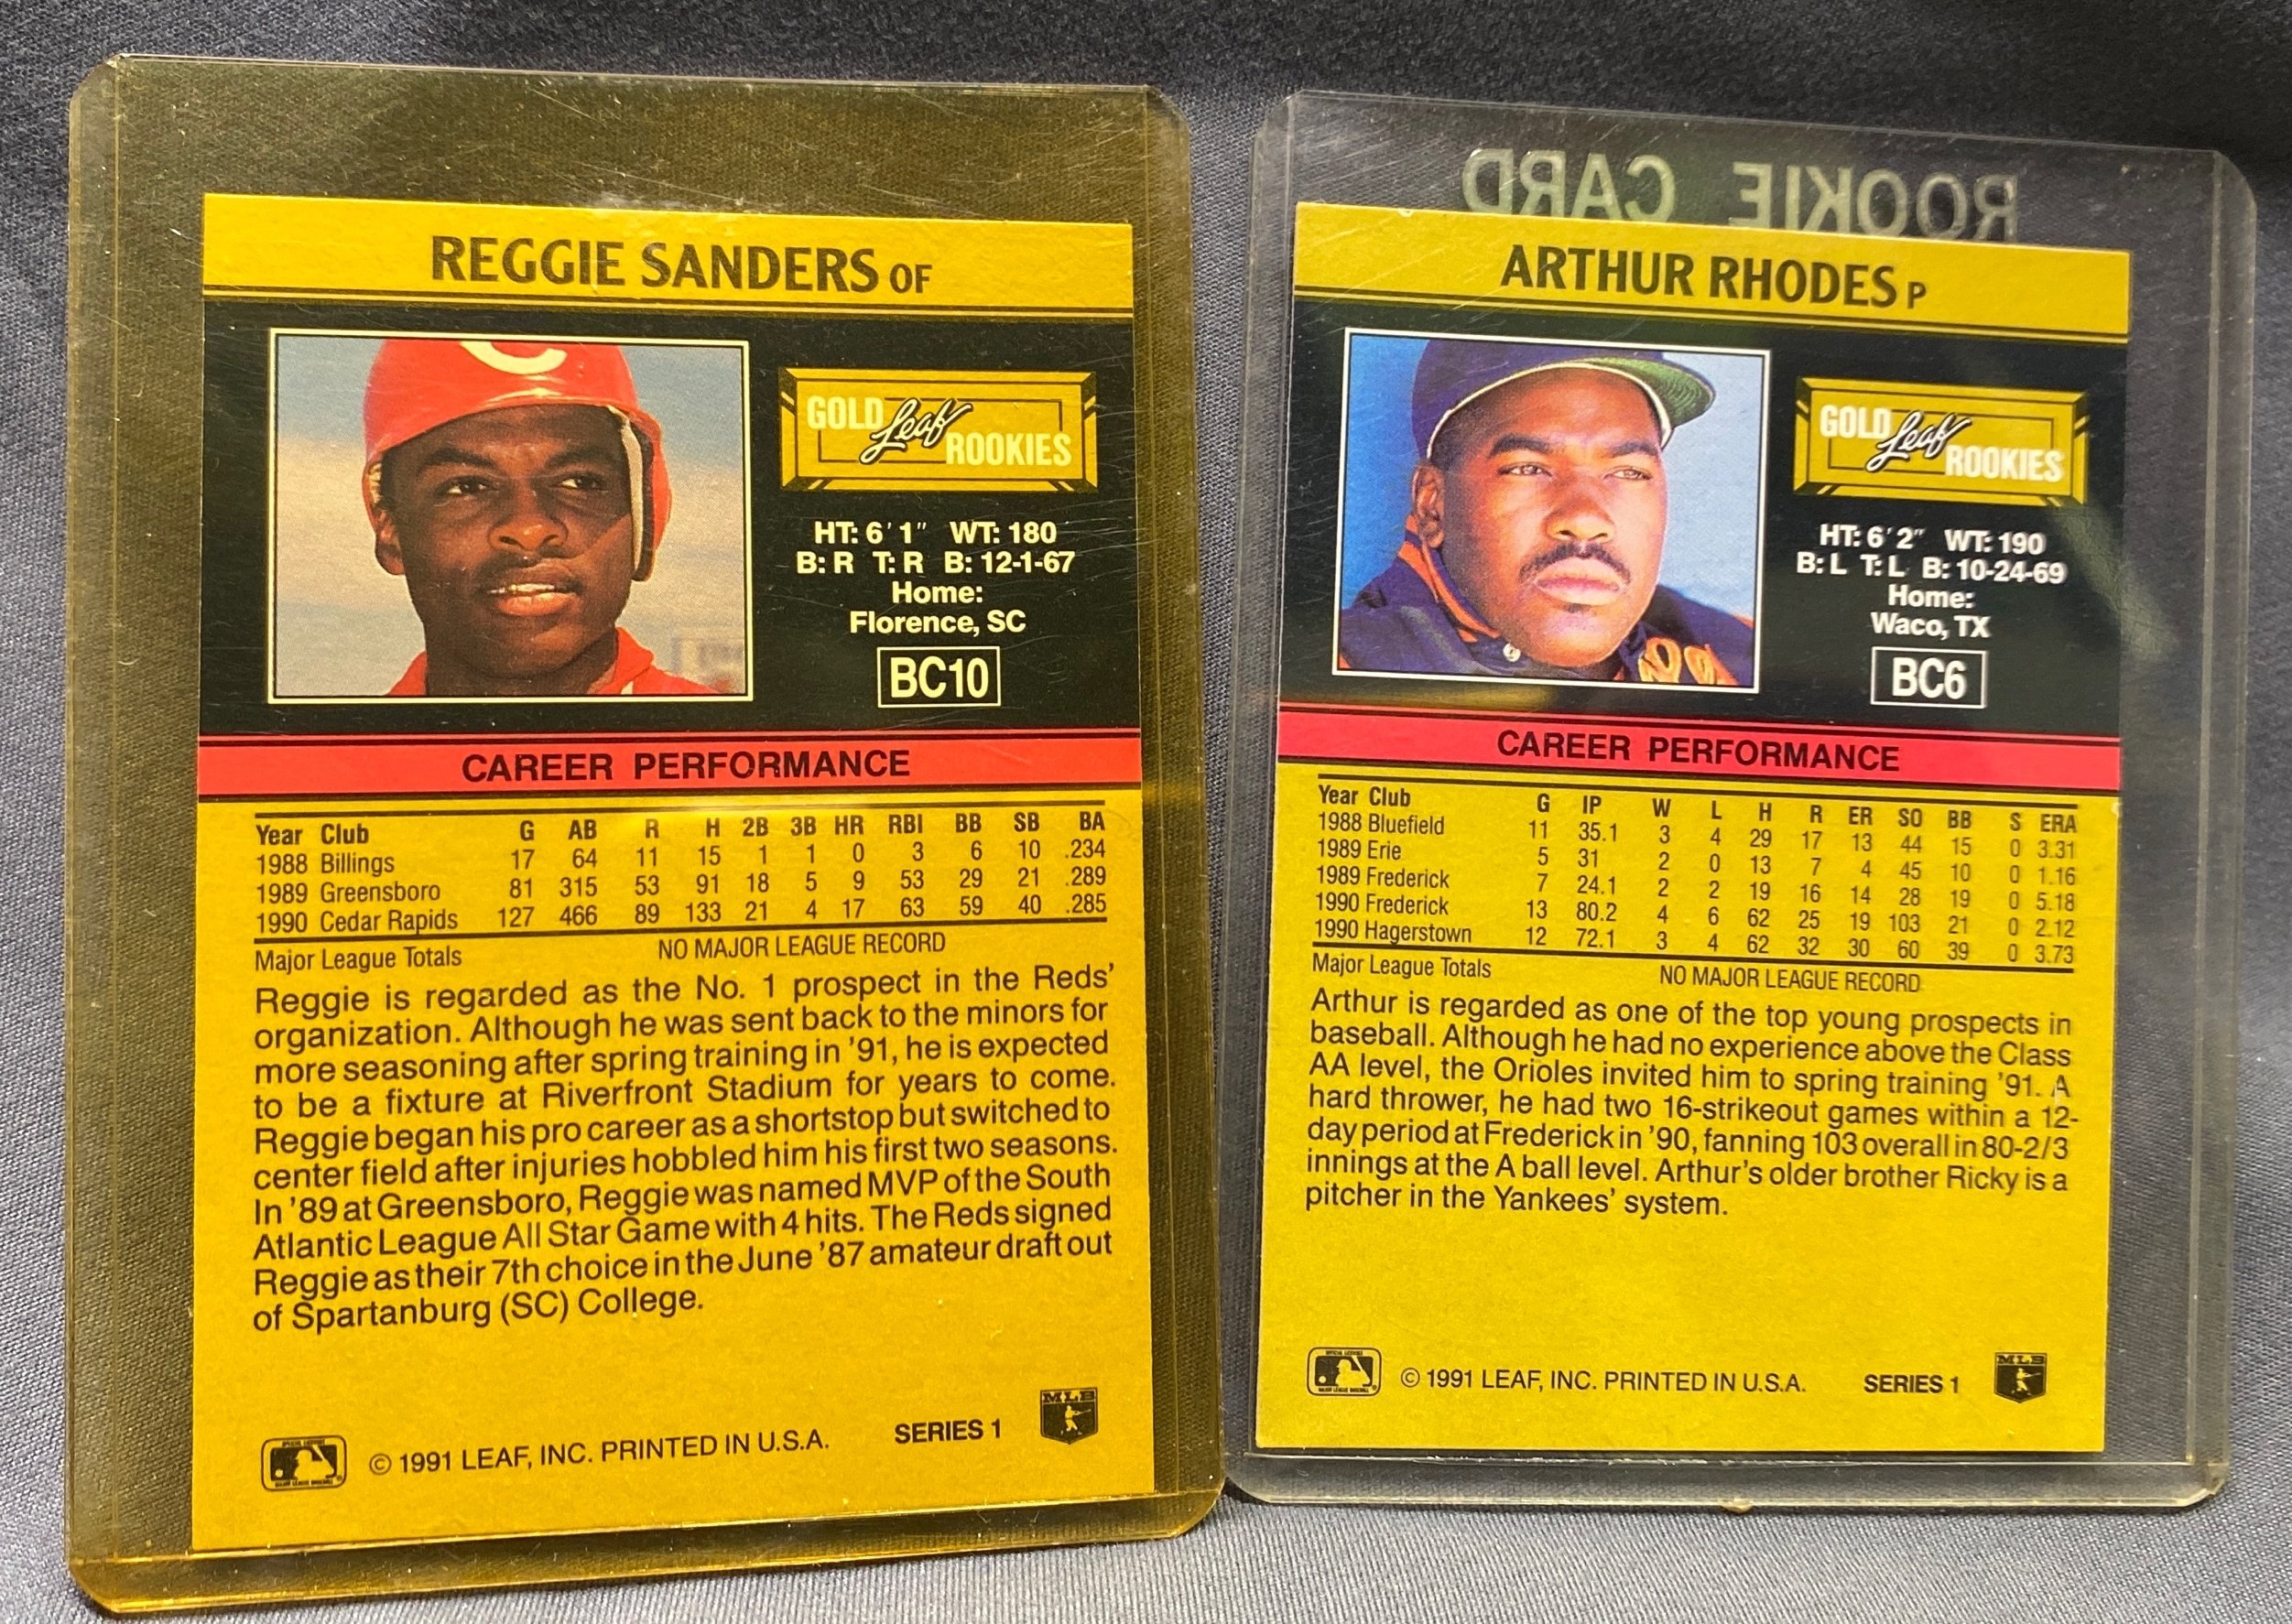 REGGIE SANDERS OF
GOLD Leaf ROOKIES
HT: 6' 1" WT: 180
B: R T: R B: 12-1-67
Home:
Florence, SC
BC10
CAREER PERFORMANCE
Year Club G AB R H 2B 3B HR RBI BB SB BA
1988 Billings 17 64 11 15 1 1 0 3 6 10 .234
1989 Greensboro 81 315 53 91 18 5 9 53 29 21 .289
1990 Cedar Rapids 127 466 89 133 21 4 17 63 59 40 .285
Major League Totals NO MAJOR LEAGUE RECORD
Reggie is regarded as the No. 1 prospect in the Reds'
organization. Although he was sent back to the minors for
more seasoning after spring training in '91, he is expected
to be a fixture at Riverfront Stadium for years to come.
Reggie began his pro career as a shortstop but switched to
center field after injuries hobbled him his first two seasons.
In '89 at Greensboro, Reggie was named MVP of the South
Atlantic League All Star Game with 4 hits. The Reds signed
Reggie as their 7th choice in the June '87 amateur draft out
of Spartanburg (SC) College.
© 1991 LEAF, INC. PRINTED IN U.S.A. SERIES 1
MLB
ROOKIE CARD
ARTHUR RHODES P
GOLD Leaf ROOKIES
HT: 6' 2" WT: 190
B: L T: L B: 10-24-69
Home:
Waco, TX
BC6
CAREER PERFORMANCE
Year Club G IP W L H R ER SO BB S ERA
1988 Bluefield 11 35.1 3 4 29 17 13 44 15 0 3.31
1989 Erie 5 31 2 0 13 7 4 45 10 0 1.16
1989 Frederick 7 24.1 2 2 19 16 14 28 19 0 5.18
1990 Frederick 13 80.2 4 6 62 25 19 103 21 0 2.12
1990 Hagerstown 12 72.1 3 4 62 32 30 60 39 0 3.73
Major League Totals NO MAJOR LEAGUE RECORD
Arthur is regarded as one of the top young prospects in
baseball. Although he had no experience above the Class
AA level, the Orioles invited him to spring training '91. A
hard thrower, he had two 16-strikeout games within a 12-
day period at Frederick in '90, fanning 103 overall in 80-2/3
innings at the A ball level. Arthur's older brother Ricky is a
pitcher in the Yankees' system.
© 1991 LEAF, INC. PRINTED IN U.S.A. SERIES 1
MLB